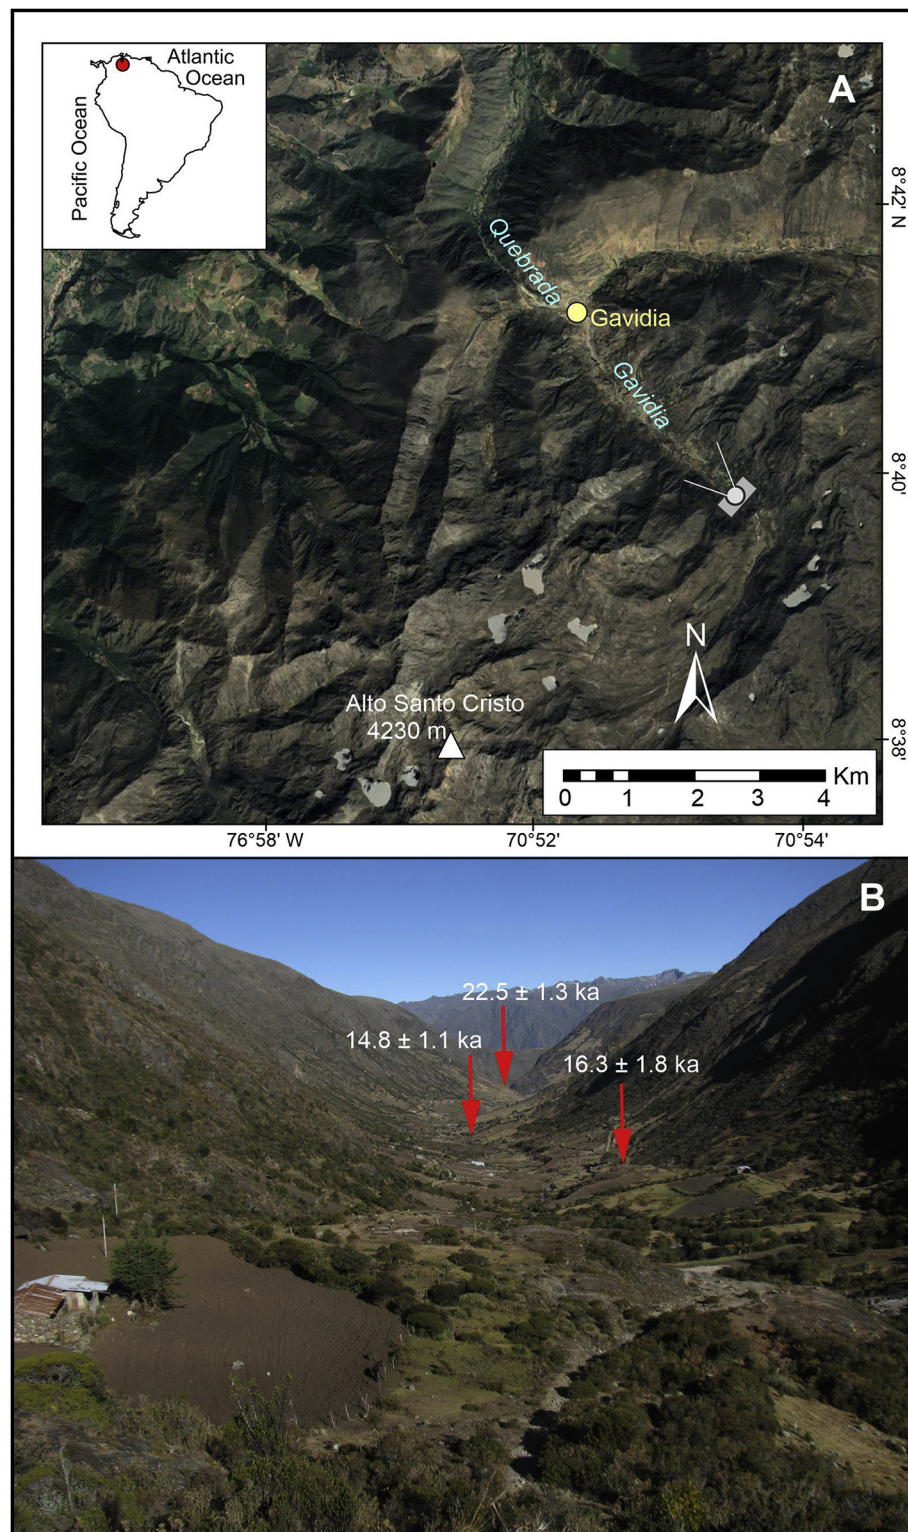 Atlantic
Ocean
Pacific Ocean
A
8°42' N
Quebrada
Gavidia
Gavidia
8°40'
N
Alto Santo Cristo
4230 m
8°38'
Km
0 1 2 3 4
76°58' W 70°52' 70°54'
B
22.5 ± 1.3 ka
14.8 ± 1.1 ka
16.3 ± 1.8 ka